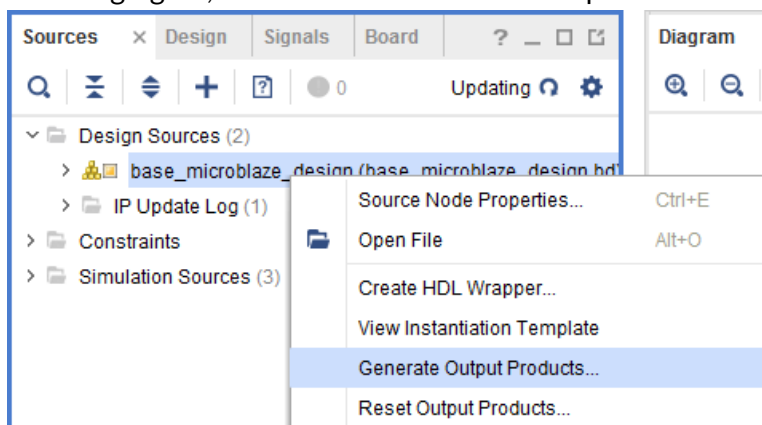 Sources × Design Signals Board ? _ Diagram
0 Updating
Design Sources (2)
base_microblaze_design (base_microblaze_design.bd)
IP Update Log (1)
Constraints
Simulation Sources (3)
Source Node Properties... Ctrl+E
Open File Alt+O
Create HDL Wrapper...
View Instantiation Template
Generate Output Products...
Reset Output Products...